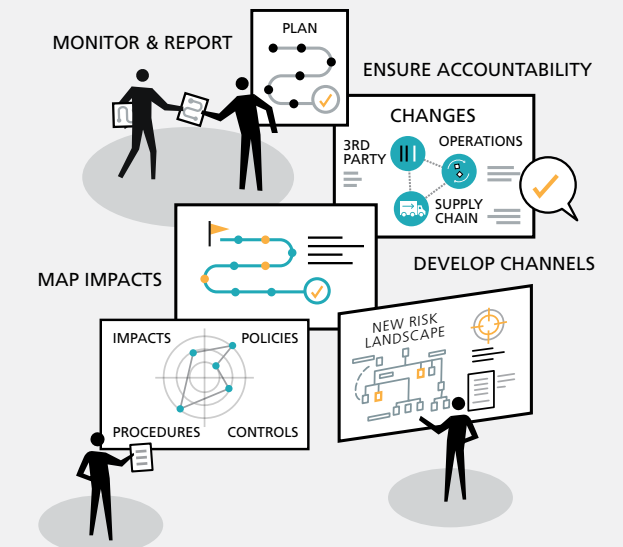 PLAN
MONITOR & REPORT
ENSURE ACCOUNTABILITY
CHANGES
3RD
PARTY
OPERATIONS
SUPPLY
CHAIN
MAP IMPACTS
DEVELOP CHANNELS
NEW RISK
LANDSCAPE
IMPACTS
POLICIES
PROCEDURES
CONTROLS